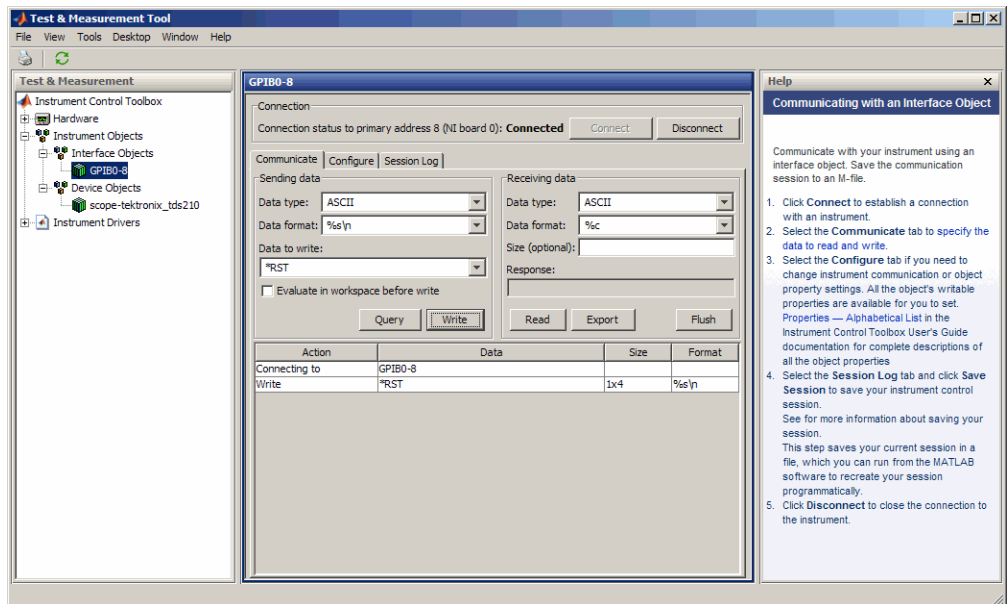 Test & Measurement Tool
File View Tools Desktop Window Help
Test & Measurement
Instrument Control Toolbox
Hardware
Instrument Objects
Interface Objects
GPIB0-8
Device Objects
scope-tektronix_tds210
Instrument Drivers
GPIB0-8
Connection
Connection status to primary address 8 (NI board 0): Connected Connect Disconnect
Communicate Configure Session Log
Sending data
Data type: ASCII
Data format: %s\n
Data to write:
*RST
Evaluate in workspace before write
Query Write
Receiving data
Data type: ASCII
Data format: %c
Size (optional):
Response:
Read Export Flush
Action Data Size Format
Connecting to GPIB0-8
Write *RST 1x4 %s\n
Help
Communicating with an Interface Object
Communicate with your instrument using an
interface object. Save the communication
session to an M-file.
1. Click Connect to establish a connection
with an instrument.
2. Select the Communicate tab to specify the
data to read and write.
3. Select the Configure tab if you need to
change instrument communication or object
property settings. All the object's writable
properties are available for you to set.
Properties — Alphabetical List in the
Instrument Control Toolbox User's Guide
documentation for complete descriptions of
all the object properties
4. Select the Session Log tab and click Save
Session to save your instrument control
session.
See for more information about saving your
session.
This step saves your current session in a
file, which you can run from the MATLAB
software to recreate your session
programmatically.
5. Click Disconnect to close the connection to
the instrument.